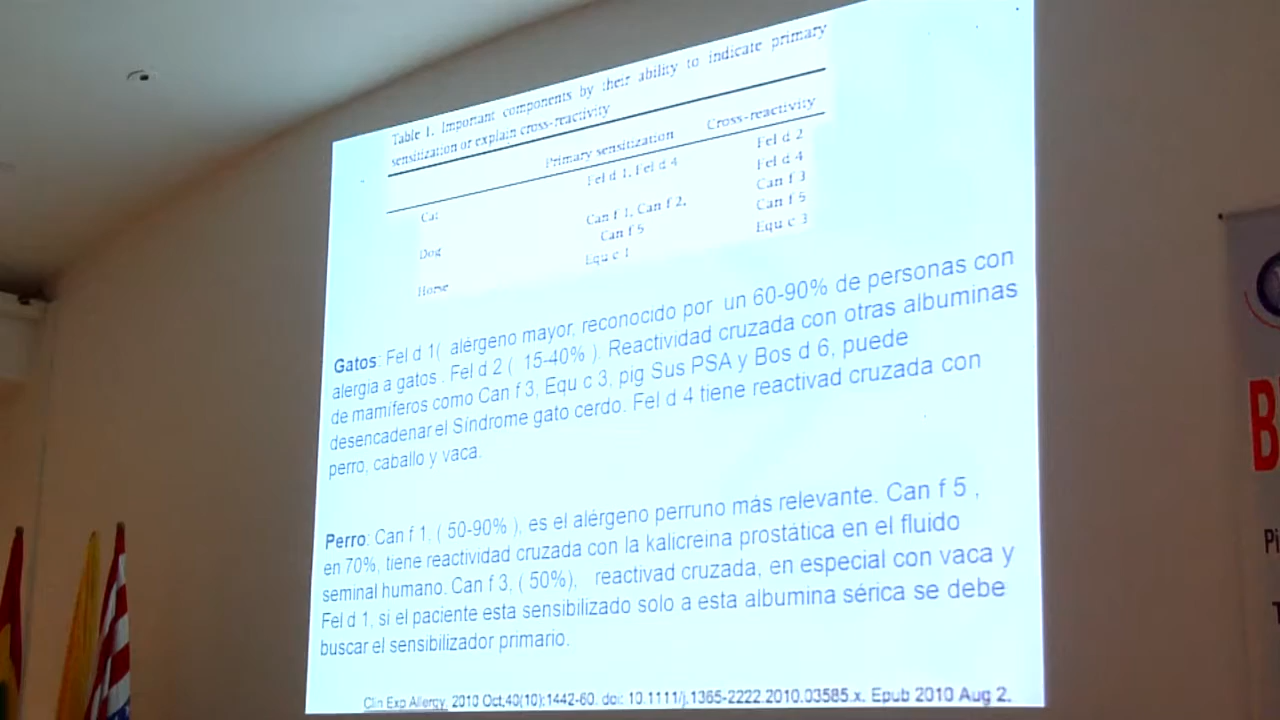 Table 1. Important components by their ability to indicate primary
sensitization or explain cross-reactivity
Primary sensitization Cross-reactivity
Cat Fel d 1, Fel d 4 Fel d 2
Fel d 4
Dog Can f 1, Can f 2, Can f 3
Can f 5 Can f 5
Horse Equ c 1 Equ c 3
Gatos: Fel d 1( alérgeno mayor, reconocido por un 60-90% de personas con
alergia a gatos . Fel d 2 ( 15-40% ). Reactividad cruzada con otras albuminas
de mamíferos como Can f 3, Equ c 3, pig Sus PSA y Bos d 6, puede
desencadenar el Síndrome gato cerdo. Fel d 4 tiene reactivad cruzada con
perro, caballo y vaca.
Perro: Can f 1, ( 50-90% ), es el alérgeno perruno más relevante. Can f 5 ,
en 70%, tiene reactividad cruzada con la kalicreina prostática en el fluido
seminal humano. Can f 3, ( 50%), reactivad cruzada, en especial con vaca y
Fel d 1, si el paciente esta sensibilizado solo a esta albumina sérica se debe
buscar el sensibilizador primario.
Clin Exp Allergy. 2010 Oct;40(10):1442-60. doi: 10.1111/j.1365-2222.2010.03585.x. Epub 2010 Aug 2.